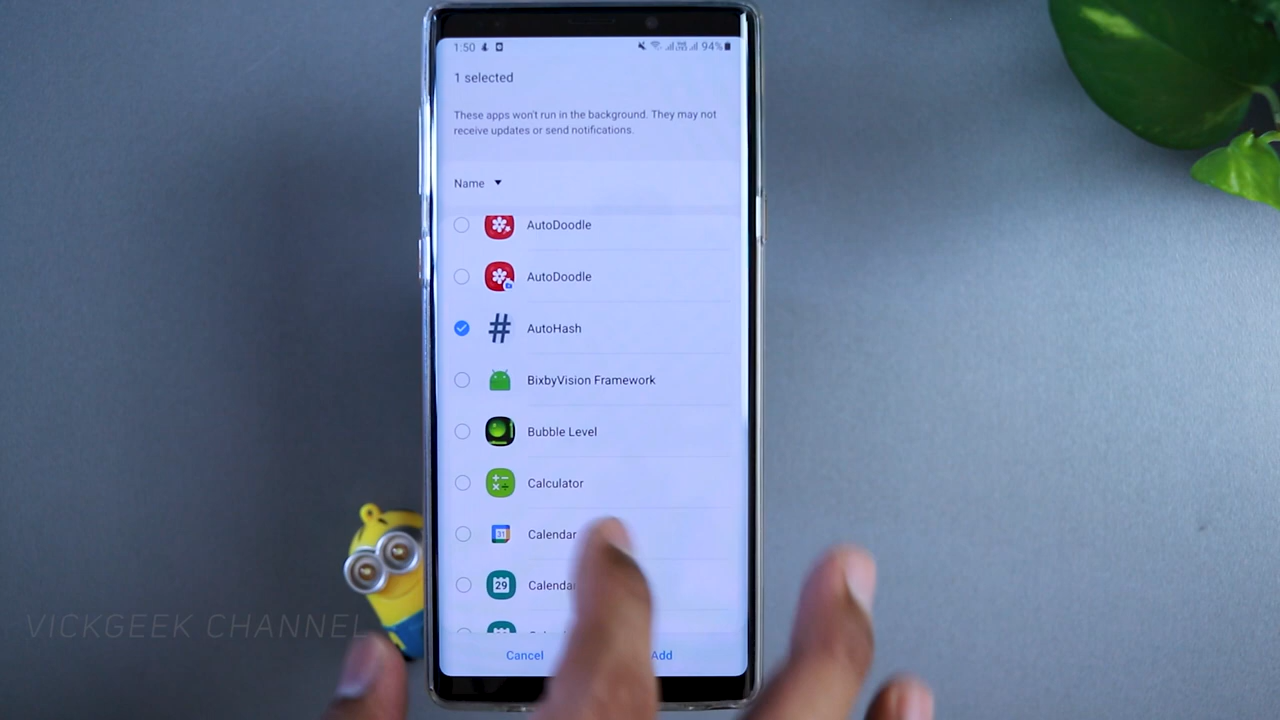 1:50
94%
1 selected
These apps won't run in the background. They may not
receive updates or send notifications.
Name
AutoDoodle
AutoDoodle
#
AutoHash
BixbyVision Framework
Bubble Level
Calculator
31
Calendar
29
Calenda
Cancel
Add
VICKGEEK CHANNEL